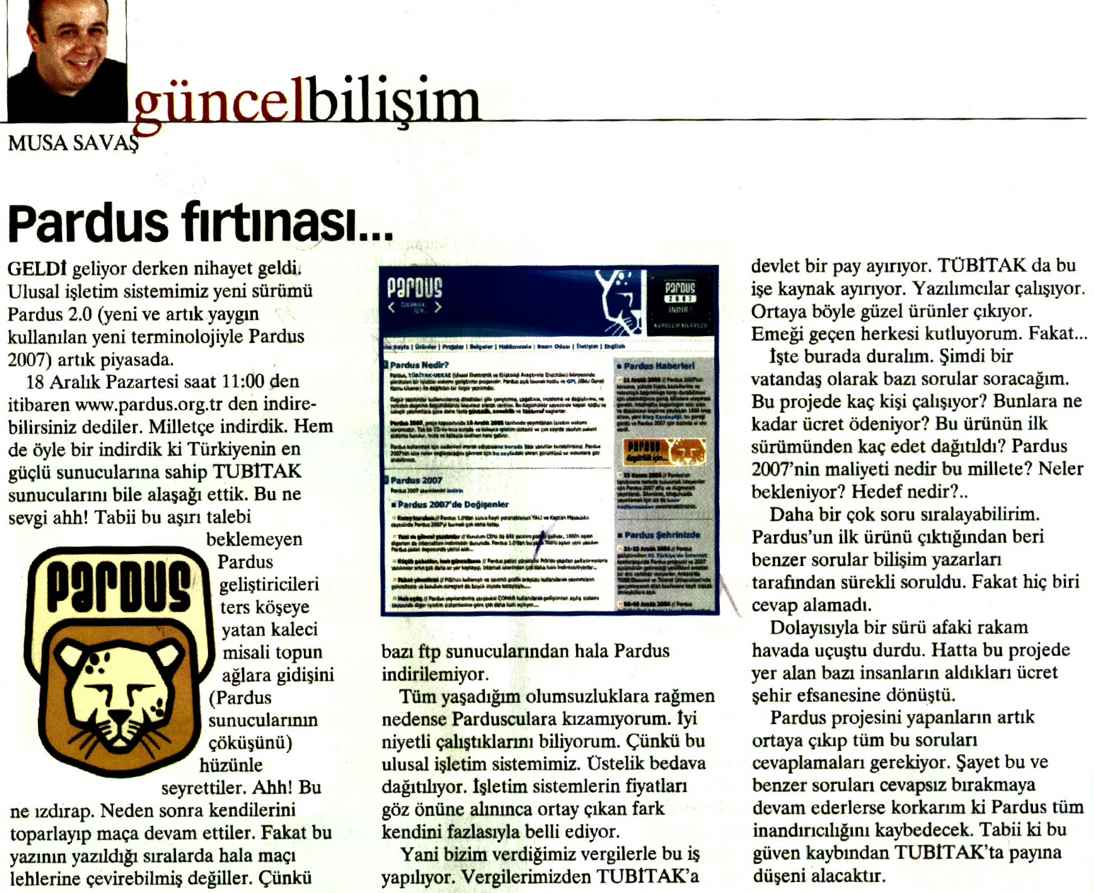 güncelbilişim
MUSA SAVAŞ
Pardus fırtınası...
GELDİ geliyor derken nihayet geldi.
Ulusal işletim sistemimiz yeni sürümü
Pardus 2.0 (yeni ve artık yaygın
kullanılan yeni terminolojiyle Pardus
2007) artık piyasada.
18 Aralık Pazartesi saat 11:00 den
itibaren www.pardus.org.tr den indire-
bilirsiniz dediler. Milletçe indirdik. Hem
de öyle bir indirdik ki Türkiyenin en
güçlü sunucularına sahip TUBİTAK
sunucularını bile alaşağı ettik. Bu ne
sevgi ahh! Tabii bu aşırı talebi
beklemeyen
Pardus
geliştiricileri
ters köşeye
yatan kaleci
misali topun
ağlara gidişini
(Pardus
sunucularının
çöküşünü)
hüzünle
seyrettiler. Ahh! Bu
ne ızdırap. Neden sonra kendilerini
toparlayıp maça devam ettiler. Fakat bu
yazının yazıldığı sıralarda hala maçı
lehlerine çevirebilmiş değiller. Çünkü
PARDUS
PARDUS
PARDUS
2007
İNDİR
Ana Sayfa | Ürünler | Projeler | Belgeler | Hakkımızda | Basın Odası | İletişim | English
Pardus Nedir?
Pardus 2007
Pardus 2007'de Değişenler
Pardus Haberleri
Pardus Şehrinizde
bazı ftp sunucularından hala Pardus
indirilemiyor.
Tüm yaşadığım olumsuzluklara rağmen
nedense Pardusculara kızamıyorum. İyi
niyetli çalıştıklarını biliyorum. Çünkü bu
ulusal işletim sistemimiz. Üstelik bedava
dağıtılıyor. İşletim sistemlerin fiyatları
göz önüne alınınca ortay çıkan fark
kendini fazlasıyla belli ediyor.
Yani bizim verdiğimiz vergilerle bu iş
yapılıyor. Vergilerimizden TUBİTAK'a
devlet bir pay ayırıyor. TÜBİTAK da bu
işe kaynak ayırıyor. Yazılımcılar çalışıyor.
Ortaya böyle güzel ürünler çıkıyor.
Emeği geçen herkesi kutluyorum. Fakat...
İşte burada duralım. Şimdi bir
vatandaş olarak bazı sorular soracağım.
Bu projede kaç kişi çalışıyor? Bunlara ne
kadar ücret ödeniyor? Bu ürünün ilk
sürümünden kaç edet dağıtıldı? Pardus
2007'nin maliyeti nedir bu millete? Neler
bekleniyor? Hedef nedir?..
Daha bir çok soru sıralayabilirim.
Pardus'un ilk ürünü çıktığından beri
benzer sorular bilişim yazarları
tarafından sürekli soruldu. Fakat hiç biri
cevap alamadı.
Dolayısıyla bir sürü afaki rakam
havada uçuştu durdu. Hatta bu projede
yer alan bazı insanların aldıkları ücret
şehir efsanesine dönüştü.
Pardus projesini yapanların artık
ortaya çıkıp tüm bu soruları
cevaplamaları gerekiyor. Şayet bu ve
benzer soruları cevapsız bırakmaya
devam ederlerse korkarım ki Pardus tüm
inandırıcılığını kaybedecek. Tabii ki bu
güven kaybından TUBİTAK'ta payına
düşeni alacaktır.